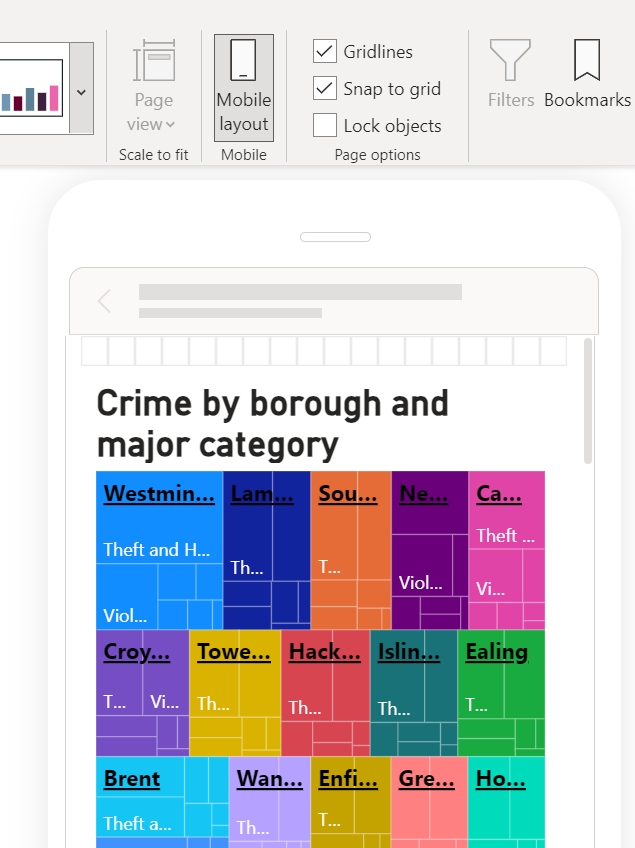 Page
view
Scale to fit
Mobile
layout
Mobile
Gridlines
Snap to grid
Lock objects
Page options
Filters
Bookmarks
Crime by borough and
major category
Westmin... Lam... Sou... Ne... Ca...
Theft and H... Th... T... Viol... Theft ...
Viol... Vi...
Croy... Towe... Hack... Islin... Ealing
T... Vi... Th... Th... Th... T...
Brent Wan... Enfi... Gre... Ho...
Theft a... Th... T...